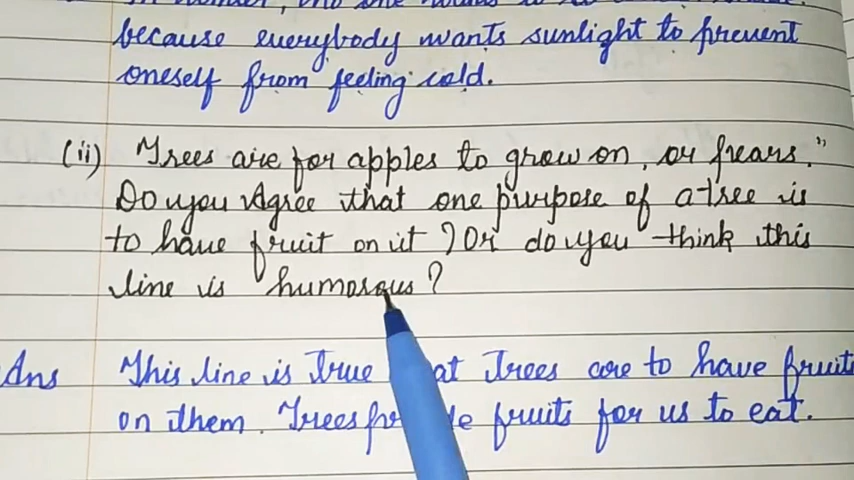 because everybody wants sunlight to prevent
oneself from feeling cold.
(ii) Trees are for apples to grow on, or pears."
Do you Agree that one purpose of a tree is
to have fruit on it ? Or do you think this
line is humorous?
Ans This line is True at Trees are to have fruits
on them. Trees fruits for us to eat.